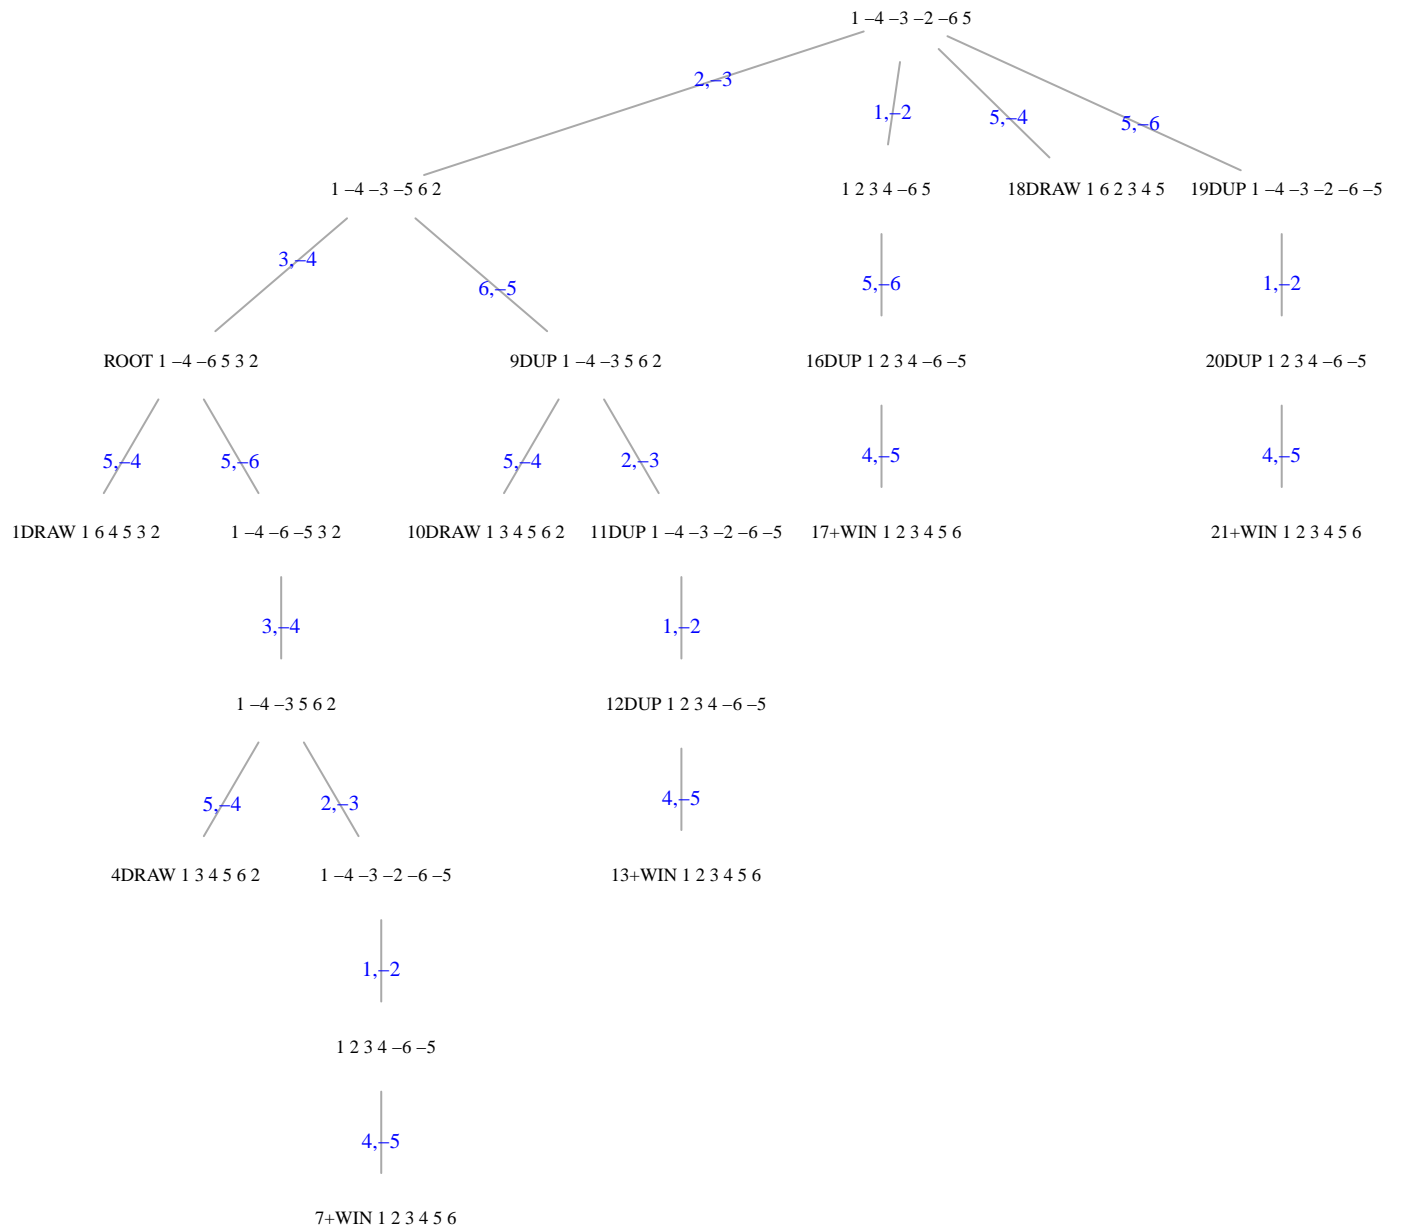 1 –4 –3 –2 –6 5
2,–3
1,–2
5,–4
5,–6
1 –4 –3 –5 6 2
1 2 3 4 –6 5
18DRAW 1 6 2 3 4 5
19DUP 1 –4 –3 –2 –6 –5
3,–4
6,–5
5,–6
1,–2
ROOT 1 –4 –6 5 3 2
9DUP 1 –4 –3 5 6 2
16DUP 1 2 3 4 –6 –5
20DUP 1 2 3 4 –6 –5
5,–4
5,–6
5,–4
2,–3
4,–5
4,–5
1DRAW 1 6 4 5 3 2
1 –4 –6 –5 3 2
10DRAW 1 3 4 5 6 2
11DUP 1 –4 –3 –2 –6 –5
17+WIN 1 2 3 4 5 6
21+WIN 1 2 3 4 5 6
3,–4
1,–2
1 –4 –3 5 6 2
12DUP 1 2 3 4 –6 –5
5,–4
2,–3
4,–5
4DRAW 1 3 4 5 6 2
1 –4 –3 –2 –6 –5
13+WIN 1 2 3 4 5 6
1,–2
1 2 3 4 –6 –5
4,–5
7+WIN 1 2 3 4 5 6